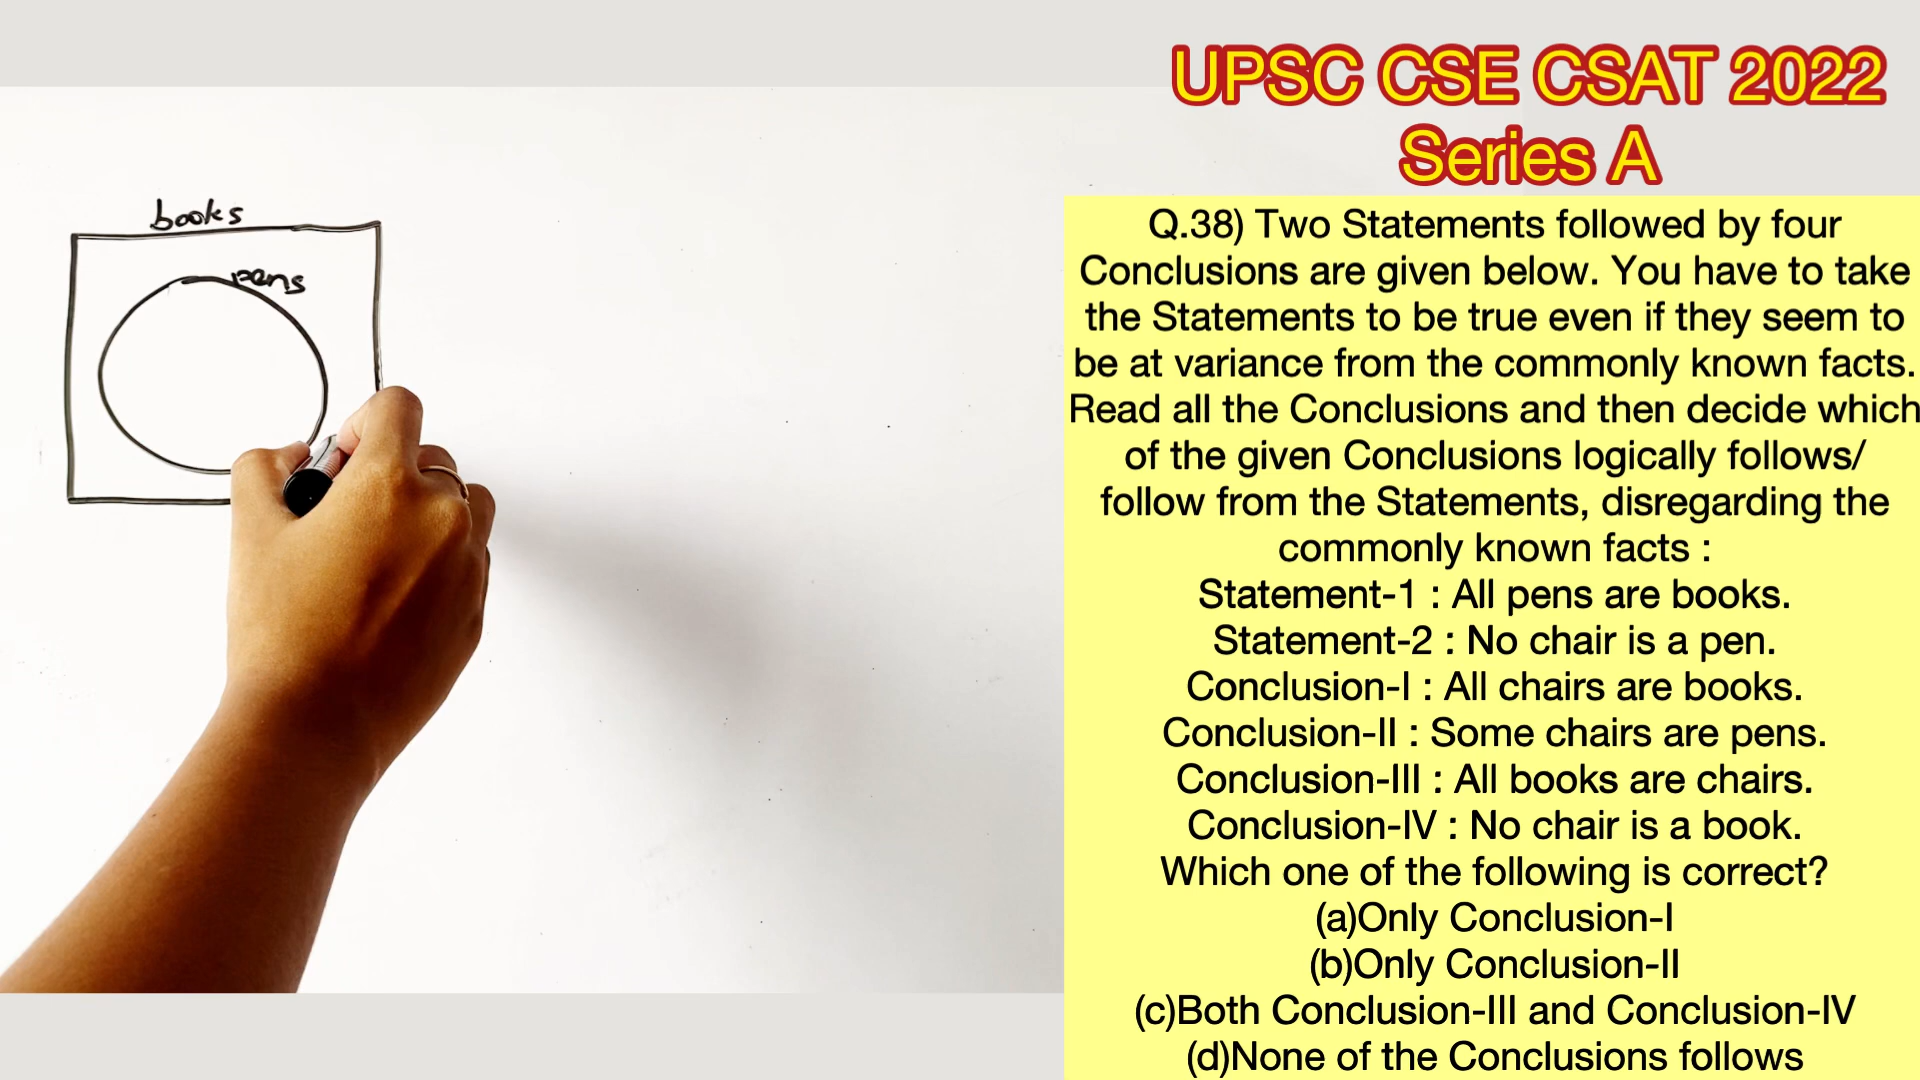 UPSC CSE CSAT 2022
Series A
books
pens
Q.38) Two Statements followed by four
Conclusions are given below. You have to take
the Statements to be true even if they seem to
be at variance from the commonly known facts.
Read all the Conclusions and then decide which
of the given Conclusions logically follows/
follow from the Statements, disregarding the
commonly known facts :
Statement-1 : All pens are books.
Statement-2 : No chair is a pen.
Conclusion-I : All chairs are books.
Conclusion-II : Some chairs are pens.
Conclusion-III : All books are chairs.
Conclusion-IV : No chair is a book.
Which one of the following is correct?
(a)Only Conclusion-I
(b)Only Conclusion-II
(c)Both Conclusion-III and Conclusion-IV
(d)None of the Conclusions follows